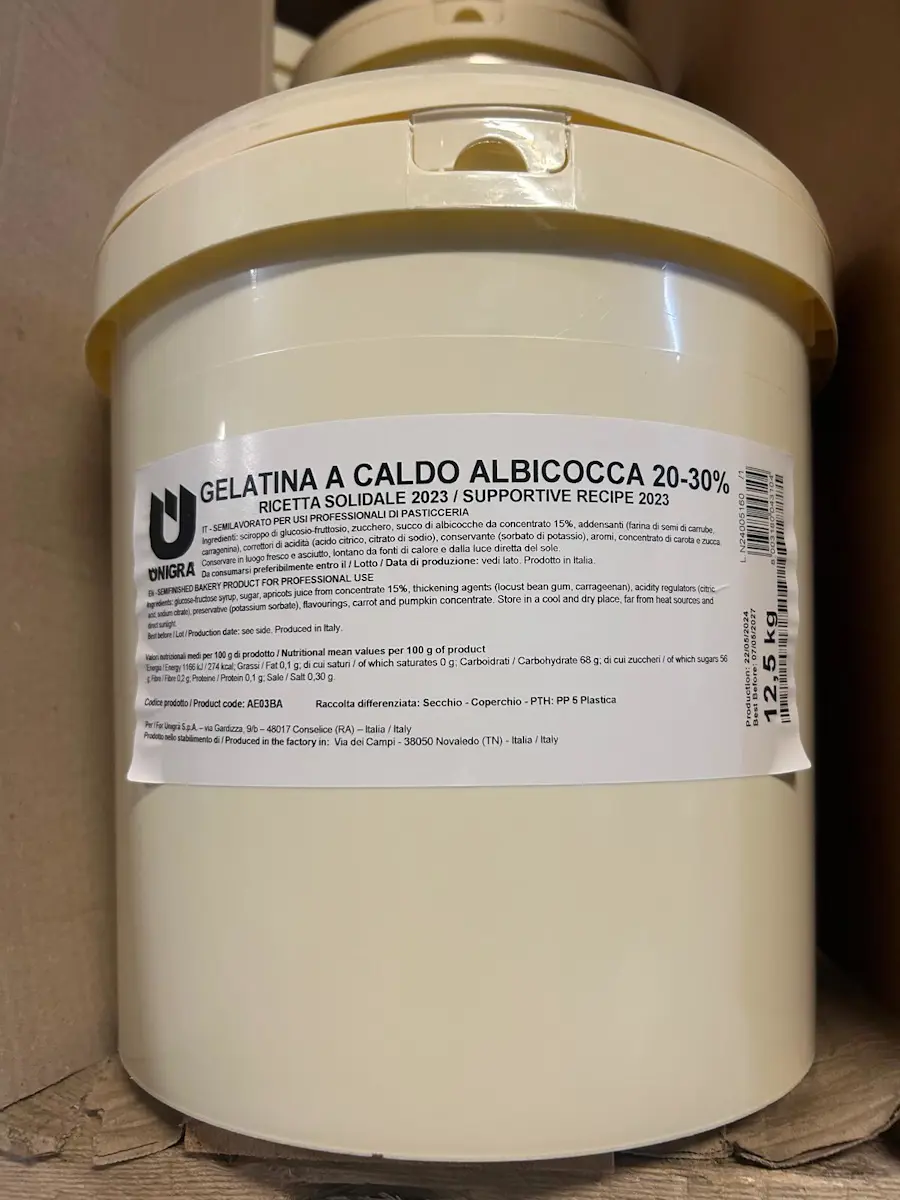 GELATINA A CALDO ALBICOCCA 20-30%
RICETTA SOLIDALE 2023 / SUPPORTIVE RECIPE 2023
UNIGRA
IT - SEMILAVORATO PER USI PROFESSIONALI DI PASTICCERIA
Ingredienti: sciroppo di glucosio-fruttosio, zucchero, succo di albicocche da concentrato 15%, addensanti (farina di semi di carrube,
carragenina), correttori di acidità (acido citrico, citrato di sodio), conservante (sorbato di potassio), aromi, concentrato di carota e zucca.
Conservare in luogo fresco e asciutto, lontano da fonti di calore e dalla luce diretta del sole.
Da consumarsi preferibilmente entro il / Lotto / Data di produzione: vedi lato. Prodotto in Italia.
EN - SEMIFINISHED BAKERY PRODUCT FOR PROFESSIONAL USE
Ingredients: glucose-fructose syrup, sugar, apricots juice from concentrate 15%, thickening agents (locust bean gum, carrageenan), acidity regulators (citric
acid, sodium citrate), preservative (potassium sorbate), flavourings, carrot and pumpkin concentrate. Store in a cool and dry place, far from heat sources and
direct sunlight.
Best before / Lot / Production date: see side. Produced in Italy.
Valori nutrizionali medi per 100 g di prodotto / Nutritional mean values per 100 g of product
Energia / Energy 1166 kJ / 274 kcal; Grassi / Fat 0,1 g; di cui saturi / of which saturates 0 g; Carboidrati / Carbohydrate 68 g; di cui zuccheri / of which sugars 56
g; Fibre / Fibre 0,2 g; Proteine / Protein 0,1 g; Sale / Salt 0,30 g.
Codice prodotto / Product code: AE03BA Raccolta differenziata: Secchio - Coperchio - PTH: PP 5 Plastica
Per / For Unigrà S.p.A. – via Gardizza, 9/b – 48017 Conselice (RA) – Italia / Italy
Prodotto nello stabilimento di / Produced in the factory in: Via dei Campi - 38050 Novaledo (TN) - Italia / Italy
L.N24005160 /1
Production: 22/05/2024
Best Before: 07/05/2027
12,5 kg